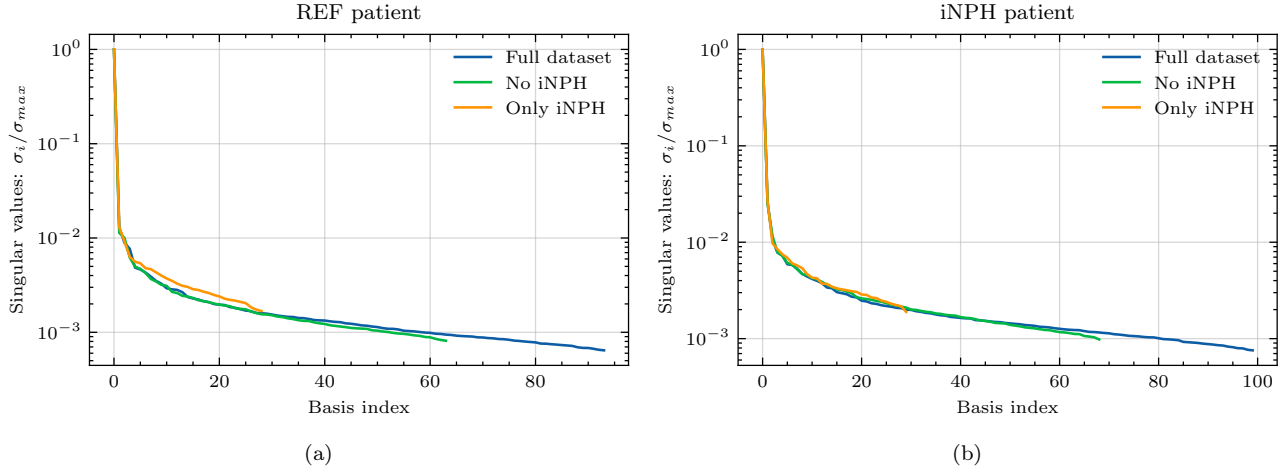 REF patient
Singular values: σ_i/σ_max
10^0
10^−1
10^−2
10^−3
Full dataset
No iNPH
Only iNPH
0 20 40 60 80
Basis index
(a)
iNPH patient
Singular values: σ_i/σ_max
10^0
10^−1
10^−2
10^−3
Full dataset
No iNPH
Only iNPH
0 20 40 60 80 100
Basis index
(b)